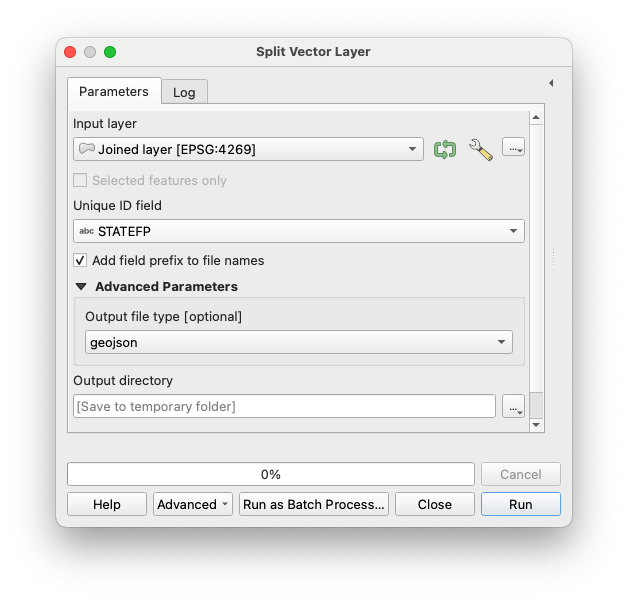 Split Vector Layer
Parameters
Log
Input layer
Joined layer [EPSG:4269]
...
Selected features only
Unique ID field
abc STATEFP
Add field prefix to file names
Advanced Parameters
Output file type [optional]
geojson
Output directory
[Save to temporary folder]
...
0%
Cancel
Help
Advanced
Run as Batch Process...
Close
Run